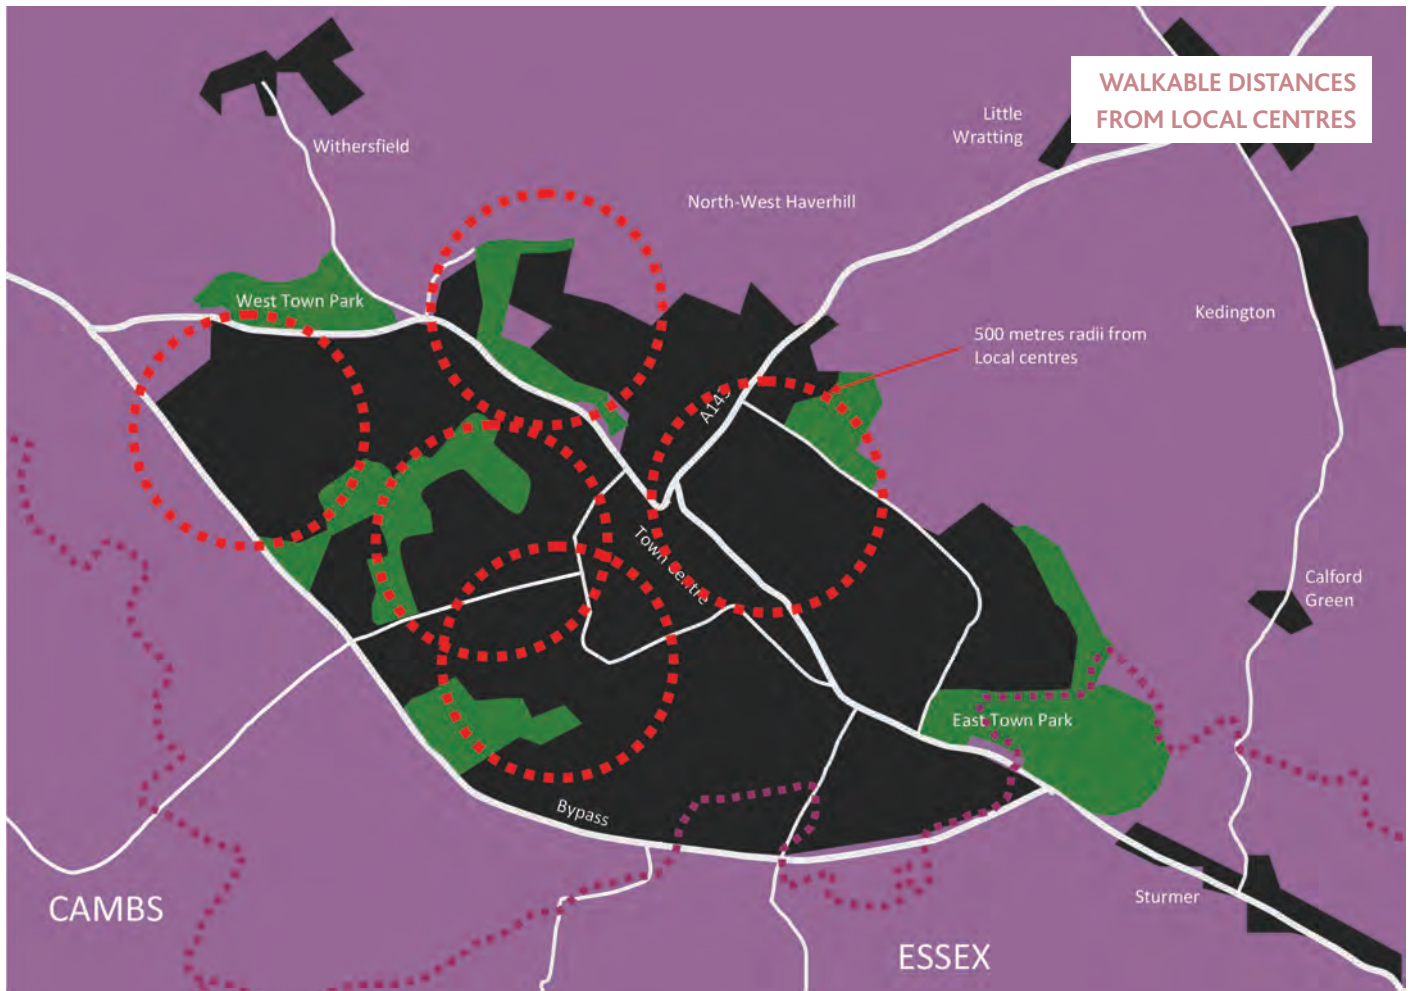 WALKABLE DISTANCES
FROM LOCAL CENTRES
Little
Wratting
Withersfield
North-West Haverhill
West Town Park
Kedington
500 metres radii from
Local centres
A143
Town Centre
Calford
Green
East Town Park
Bypass
Sturmer
CAMBS
ESSEX